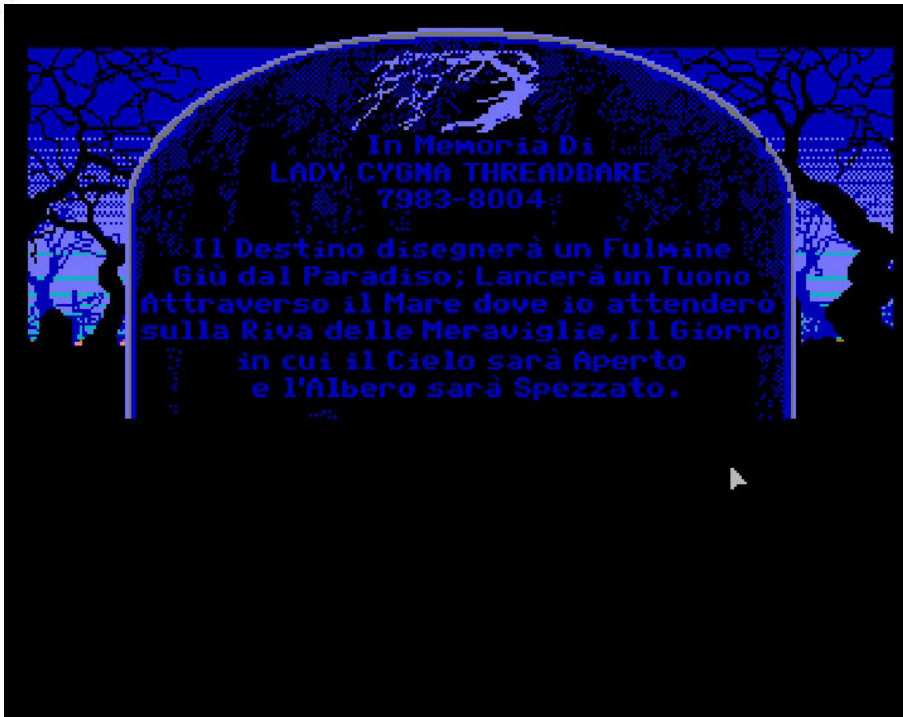 In Memoria Di
LADY CYGNA THREADBARE
7983-8004
Il Destino disegnerà un Fulmine
Giù dal Paradiso; Lancerà un Tuono
Attraverso il Mare dove io attenderò
sulla Riva delle Meraviglie, Il Giorno
in cui il Cielo sarà Aperto
e l'Albero sarà Spezzato.